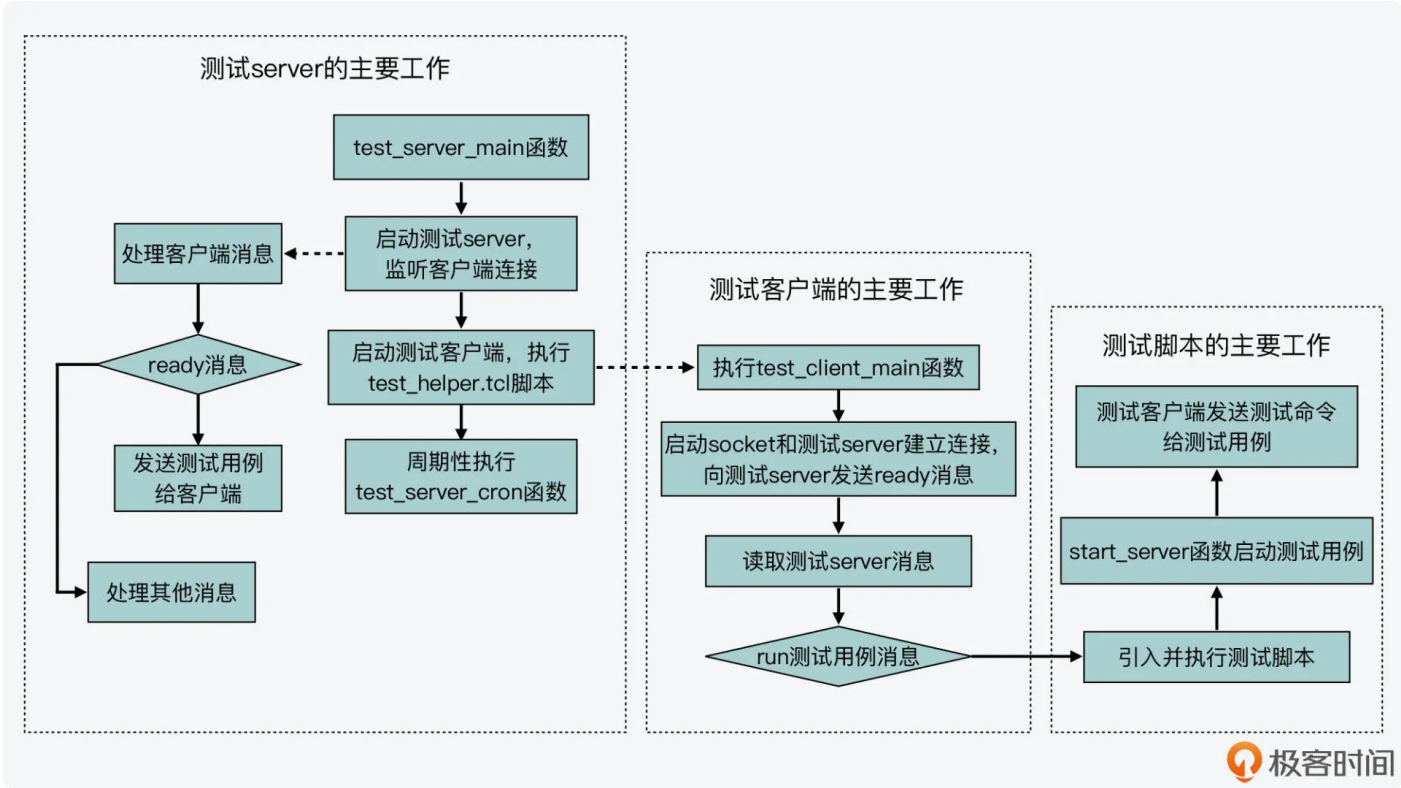 测试server的主要工作
test_server_main函数
启动测试server,
监听客户端连接
处理客户端消息
ready消息
发送测试用例
给客户端
处理其他消息
启动测试客户端，执行
test_helper.tcl脚本
周期性执行
test_server_cron函数
测试客户端的主要工作
执行test_client_main函数
启动socket和测试server建立连接,
向测试server发送ready消息
读取测试server消息
run测试用例消息
测试脚本的主要工作
测试客户端发送测试命令
给测试用例
start_server函数启动测试用例
引入并执行测试脚本
极客时间